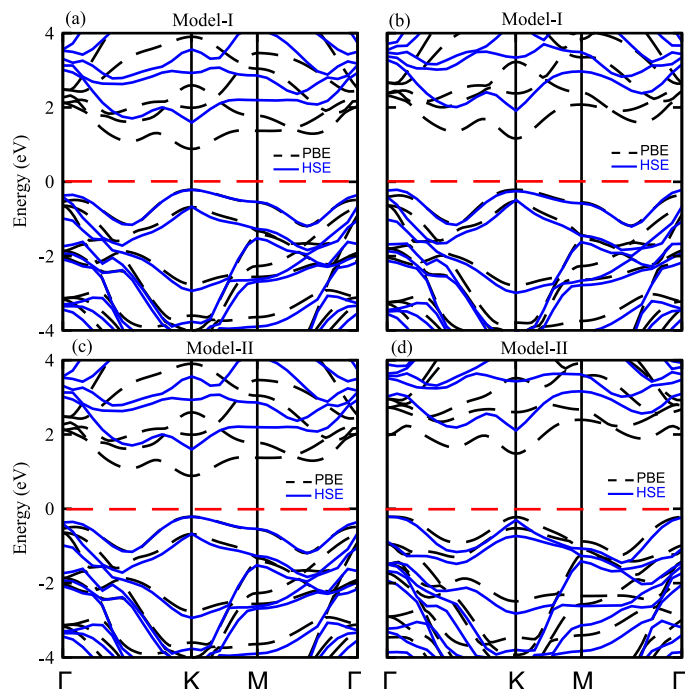 (a) Model-I
(b) Model-I
4
2
0
-2
-4
Energy (eV)
PBE
HSE
PBE
HSE
(c) Model-II
(d) Model-II
4
2
0
-2
-4
Energy (eV)
PBE
HSE
PBE
HSE
Γ K M Γ K M Γ